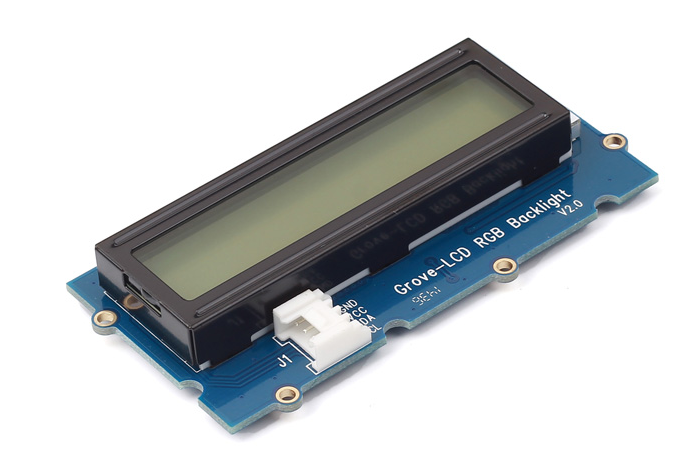 Grove-LCD RGB Backlight
V2.0
GND
VCC
SDA
SCL
J1